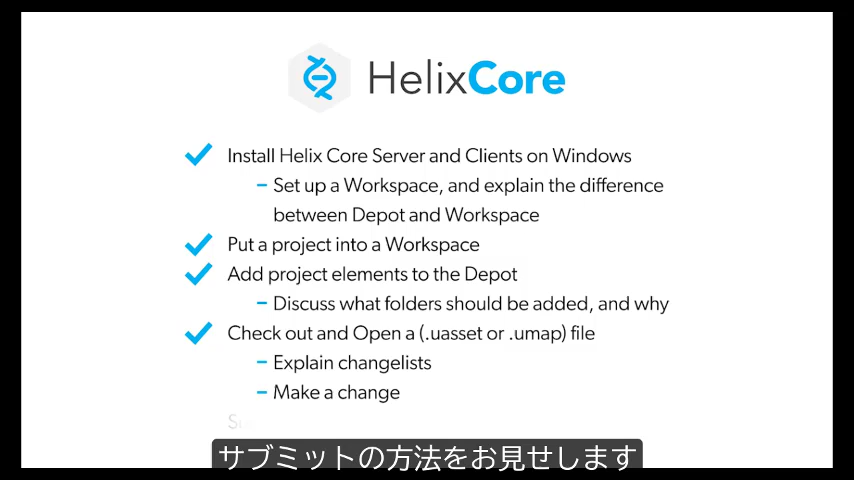 HelixCore
Install Helix Core Server and Clients on Windows
– Set up a Workspace, and explain the difference
between Depot and Workspace
Put a project into a Workspace
Add project elements to the Depot
– Discuss what folders should be added, and why
Check out and Open a (.uasset or .umap) file
– Explain changelists
– Make a change
サブミットの方法をお見せします